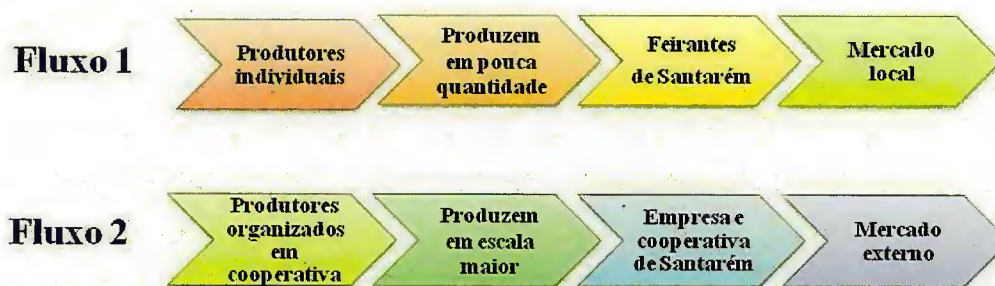 Fluxo 1
Produtores
individuais
Produzem
em pouca
quantidade
Feirantes
de Santarém
Mercado
local
Fluxo 2
Produtores
organizados
em
cooperativa
Produzem
em escala
maior
Empresa e
cooperativa
de Santarém
Mercado
externo